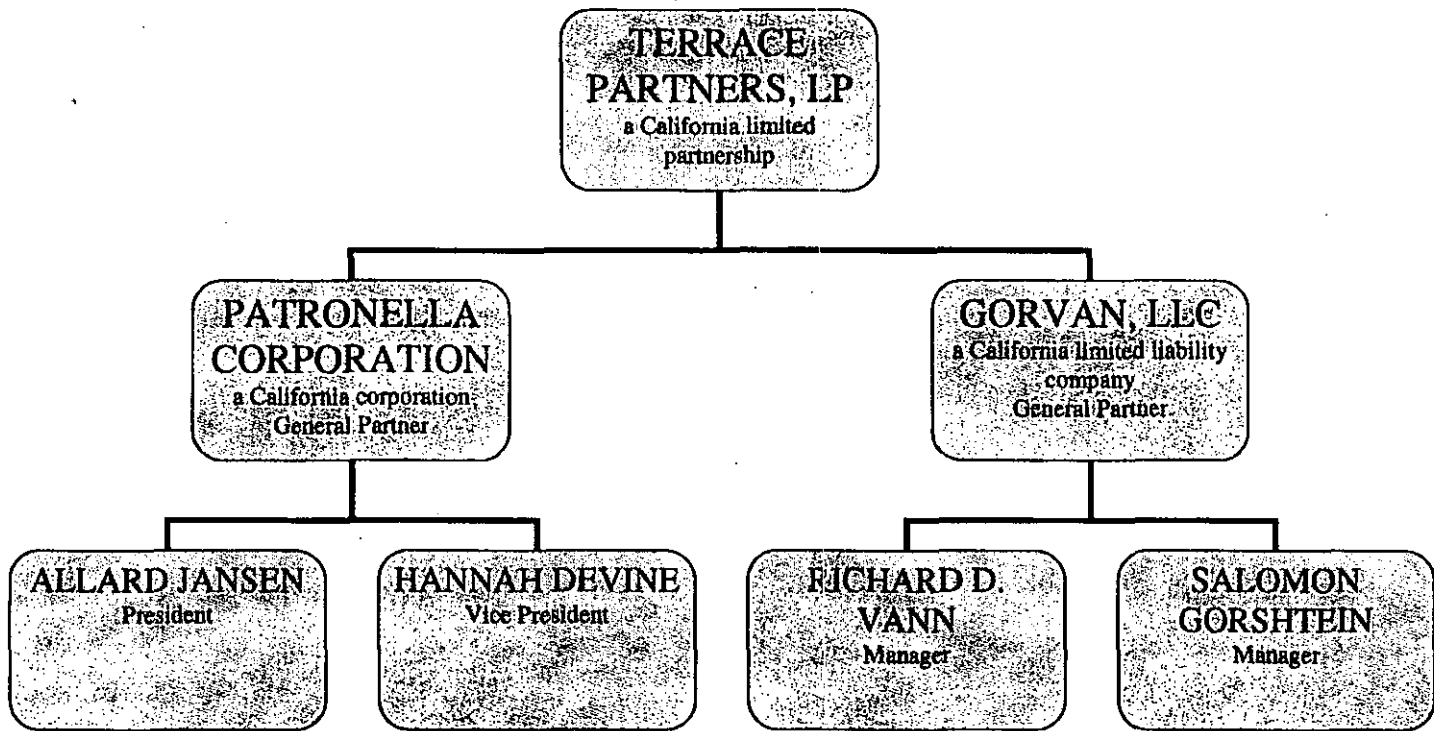 TERRACE
PARTNERS, LP
a California limited
partnership
PATRONELLA
CORPORATION
a California corporation
General Partner
GORVAN, LLC
a California limited liability
company
General Partner
ALLARD JANSEN
President
HANNAH DEVINE
Vice President
RICHARD D.
VANN
Manager
SALOMON
GORSHTEIN
Manager